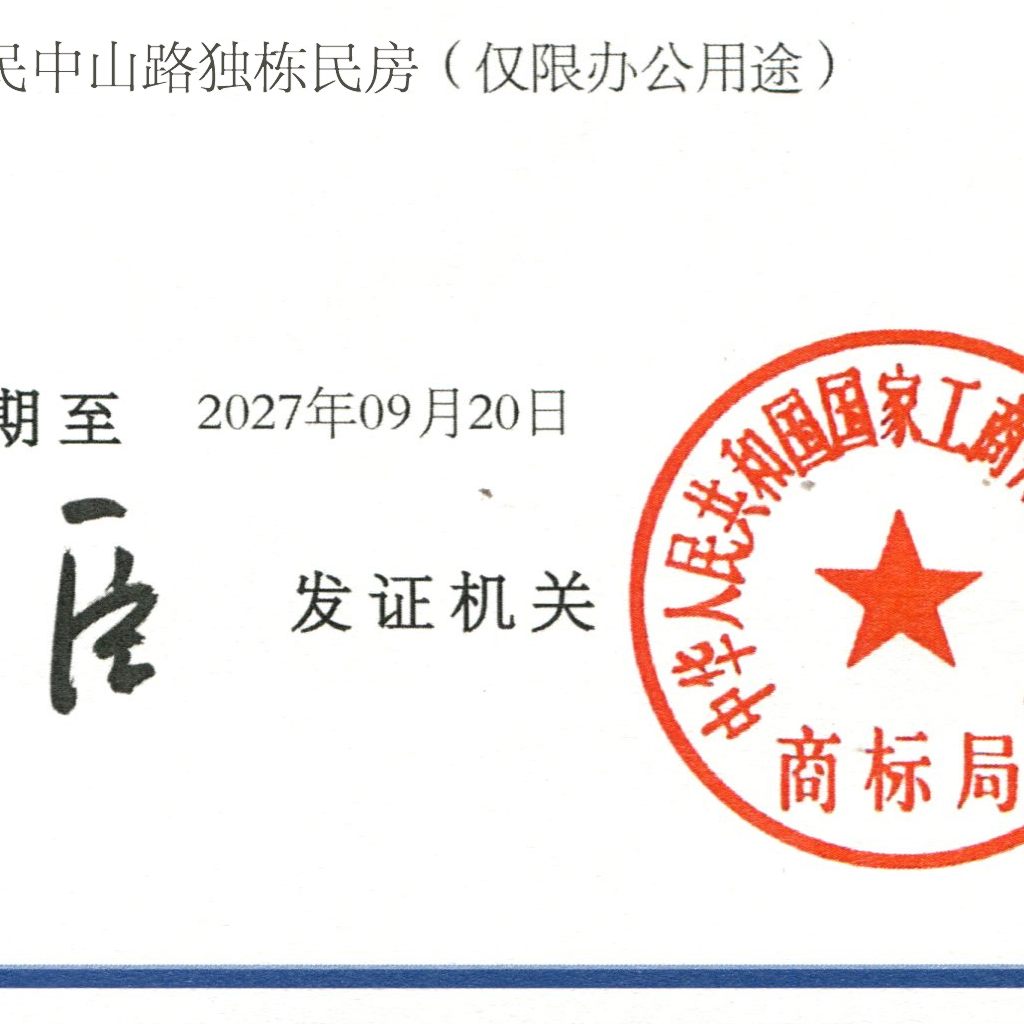 民中山路独栋民房（仅限办公用途）
期至 2027年09月20日
发证机关
中华人民共和国国家工商
商标局